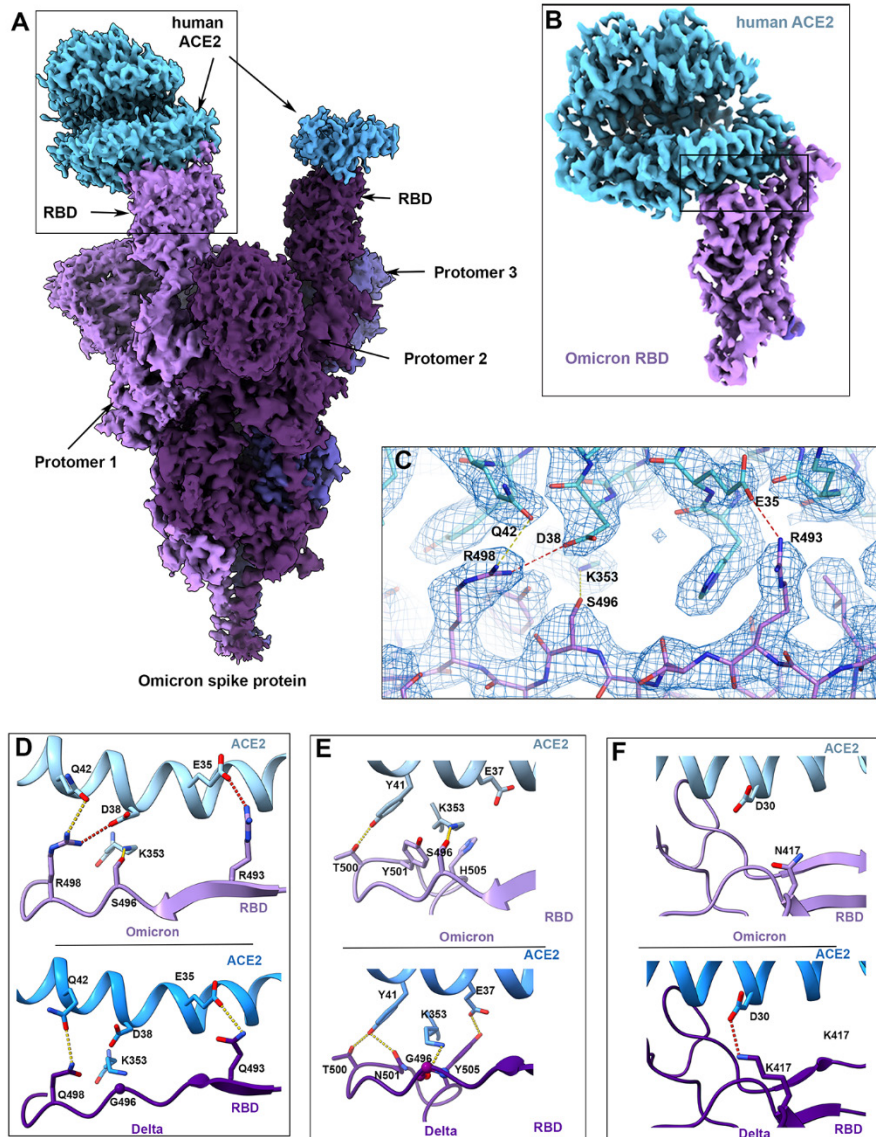 A
human
ACE2
RBD
RBD
Protomer 3
Protomer 2
Protomer 1
Omicron spike protein
B
human ACE2
Omicron RBD
C
E35
Q42
D38
R498
R493
K353
S496
D
ACE2
Q42
E35
D38
K353
R498
S496
R493
RBD
Omicron
ACE2
Q42
E35
D38
K353
Q493
Q498
G496
RBD
Delta
E
ACE2
E37
Y41
K353
S496
T500
Y501
H505
RBD
Omicron
ACE2
E37
Y41
K353
G496
T500
N501
Y505
Delta
RBD
F
ACE2
D30
N417
RBD
Omicron
ACE2
D30
K417
K417
Delta
RBD